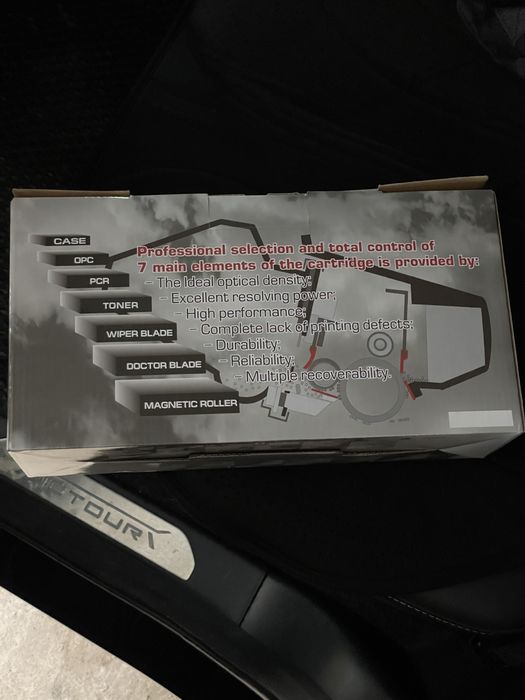 CASE
OPC
PCR
TONER
WIPER BLADE
DOCTOR BLADE
MAGNETIC ROLLER
Professional selection and total control of
7 main elements of the cartridge is provided by:
– The Ideal optical density;
– Excellent resolving power;
– High performance;
– Complete lack of printing defects;
– Durability;
– Reliability;
– Multiple recoverability.
TOUR